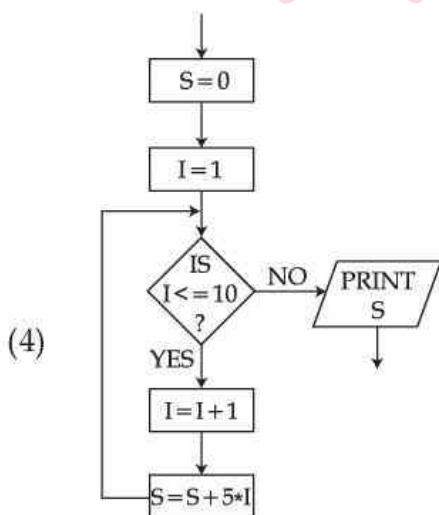 S=0
I=1
IS
I<=10
?
NO
PRINT
S
(4)
YES
I=I+1
S=S+5*I